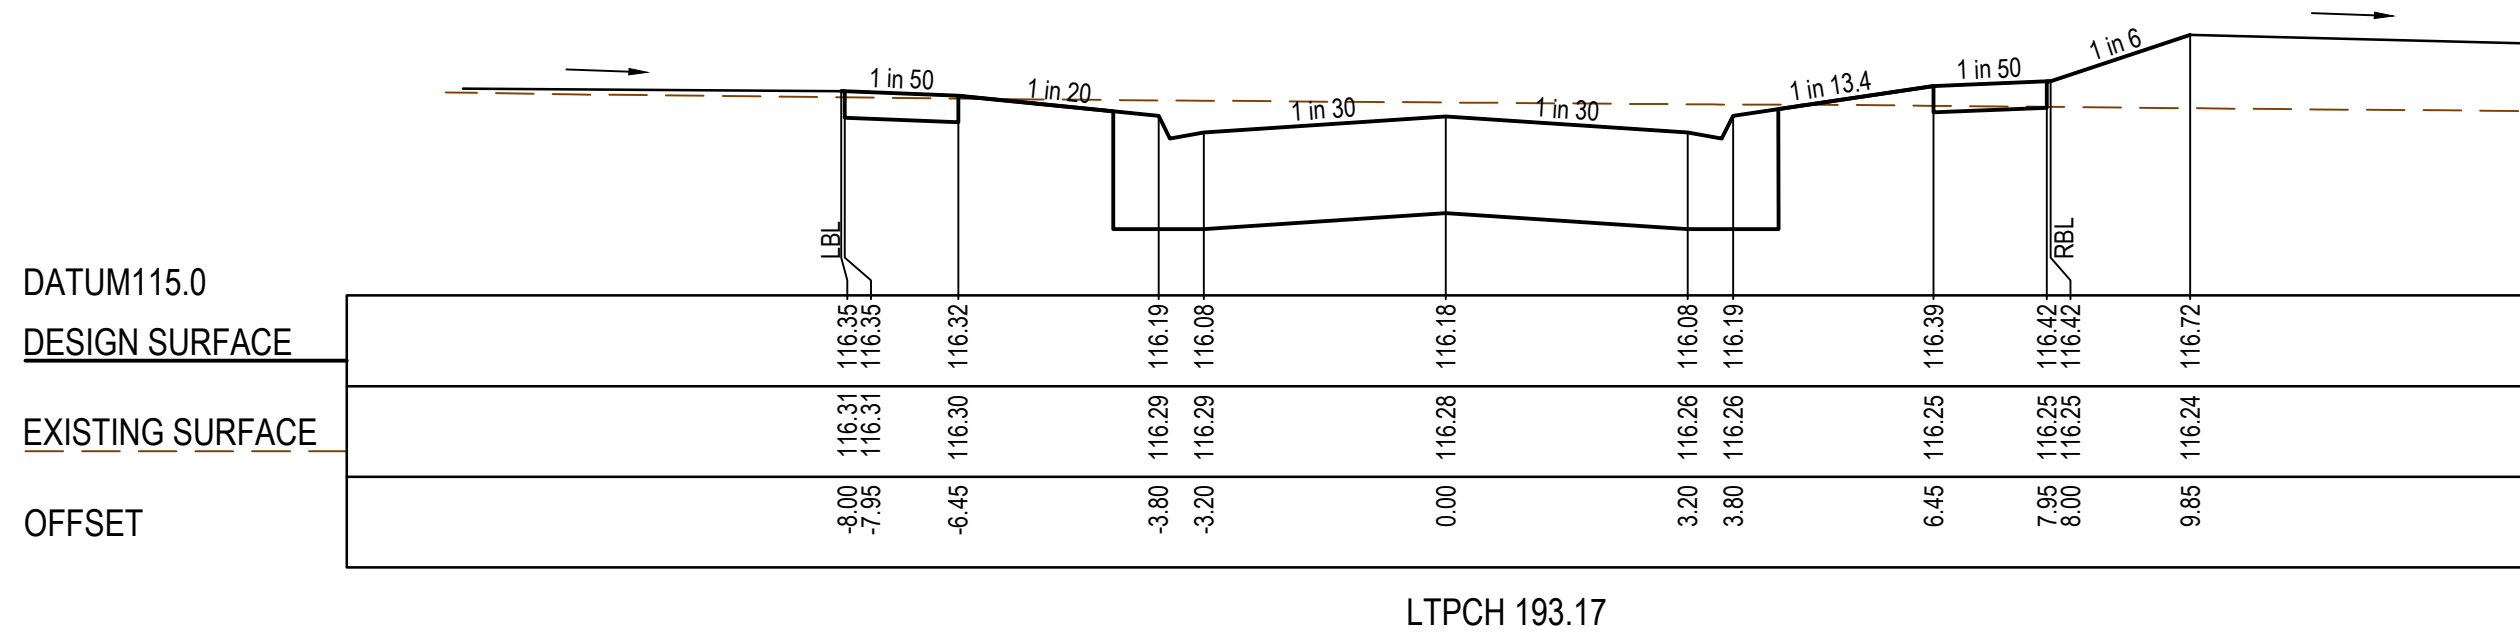 1 in 50
1 in 20
1 in 30
1 in 30
1 in 13.4
1 in 50
1 in 6
LBL
RBL
DATUM115.0
DESIGN SURFACE
116.35
116.35
116.32
116.19
116.08
116.18
116.08
116.19
116.39
116.42
116.42
116.72
EXISTING SURFACE
116.31
116.31
116.30
116.29
116.29
116.28
116.26
116.26
116.25
116.25
116.25
116.24
OFFSET
-8.00
-7.95
-6.45
-3.80
-3.20
0.00
3.20
3.80
6.45
7.95
8.00
9.85
LTPCH 193.17